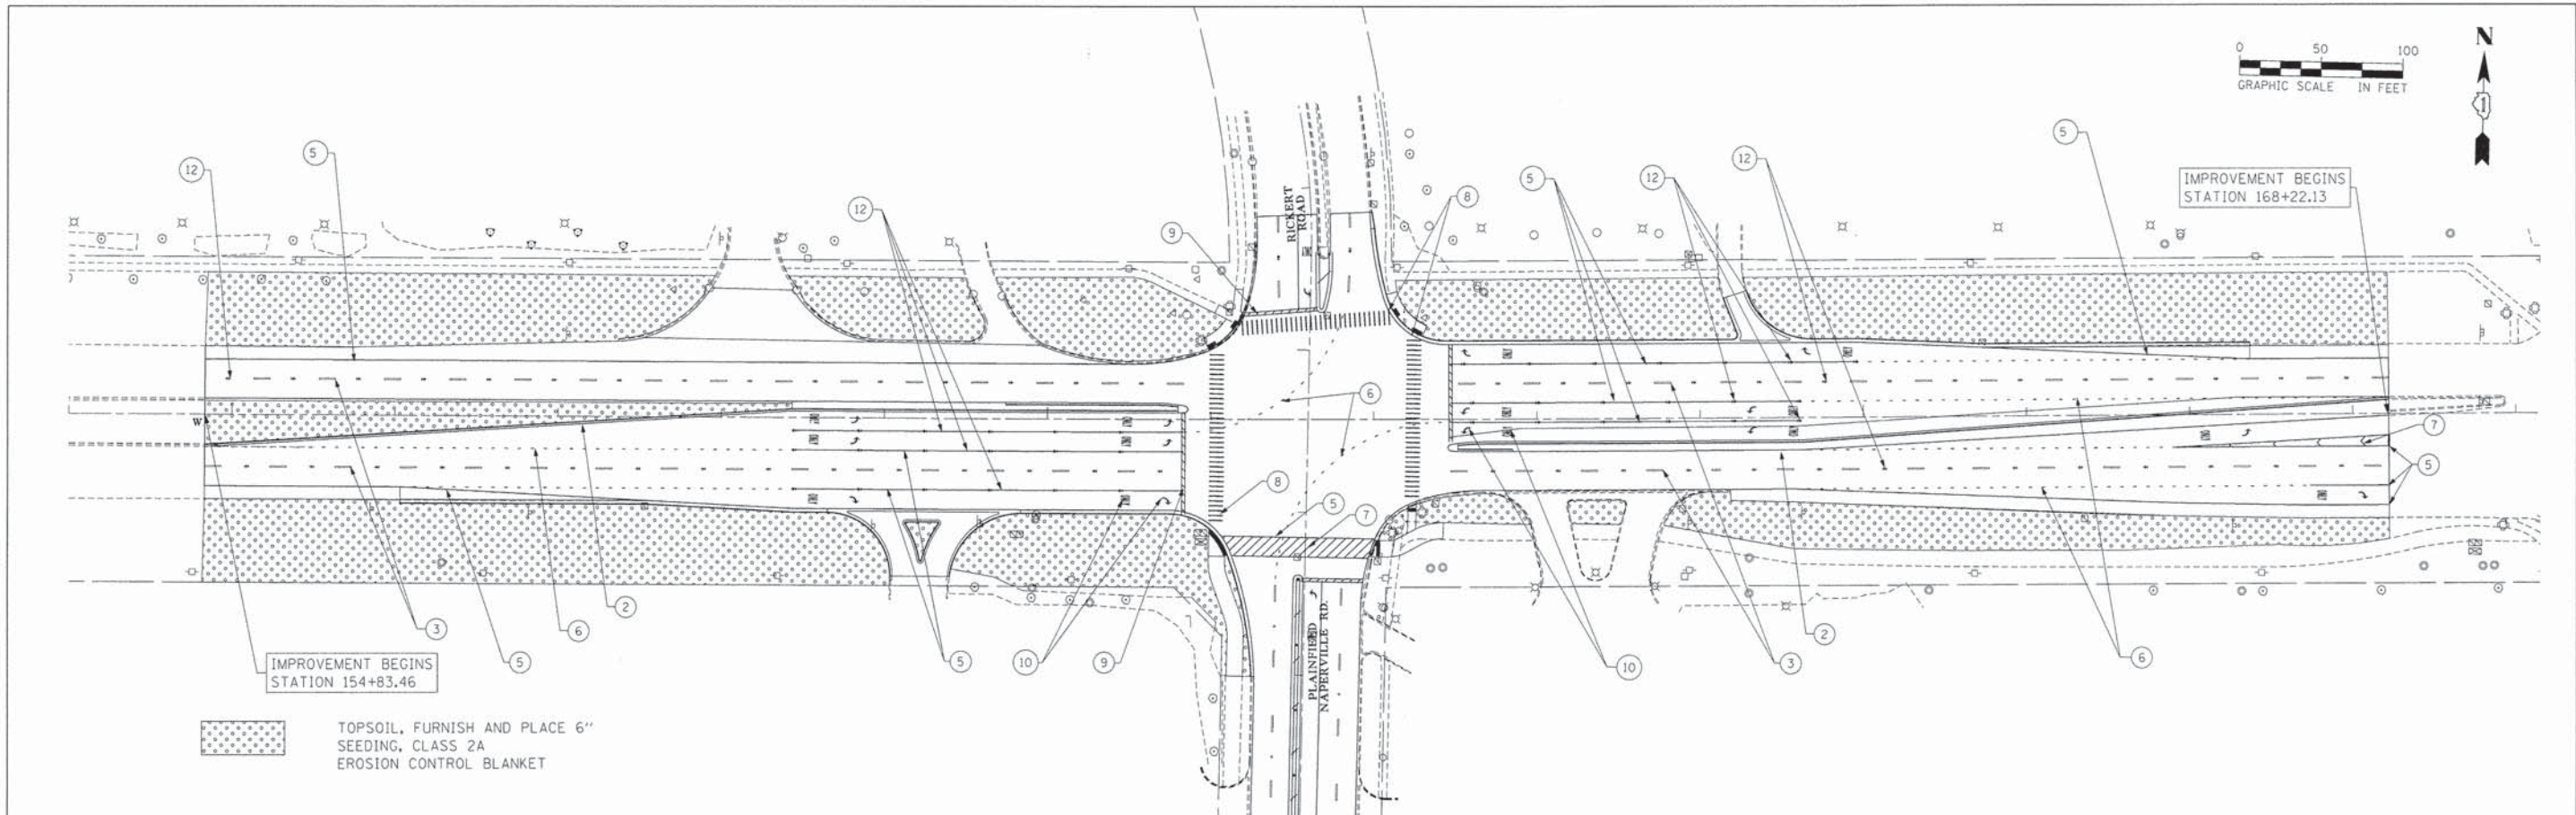 N
0 50 100
GRAPHIC SCALE IN FEET
1
5
12
12
5
12
12
5
IMPROVEMENT BEGINS
STATION 168+22.13
8
9
RICKERT
ROAD
W
6
7
5
8
5
7
3
5
6
2
5
10
9
10
3
2
6
IMPROVEMENT BEGINS
STATION 154+83.46
PLAINFIELD
NAPERVILLE RD.
TOPSOIL, FURNISH AND PLACE 6"
SEEDING, CLASS 2A
EROSION CONTROL BLANKET